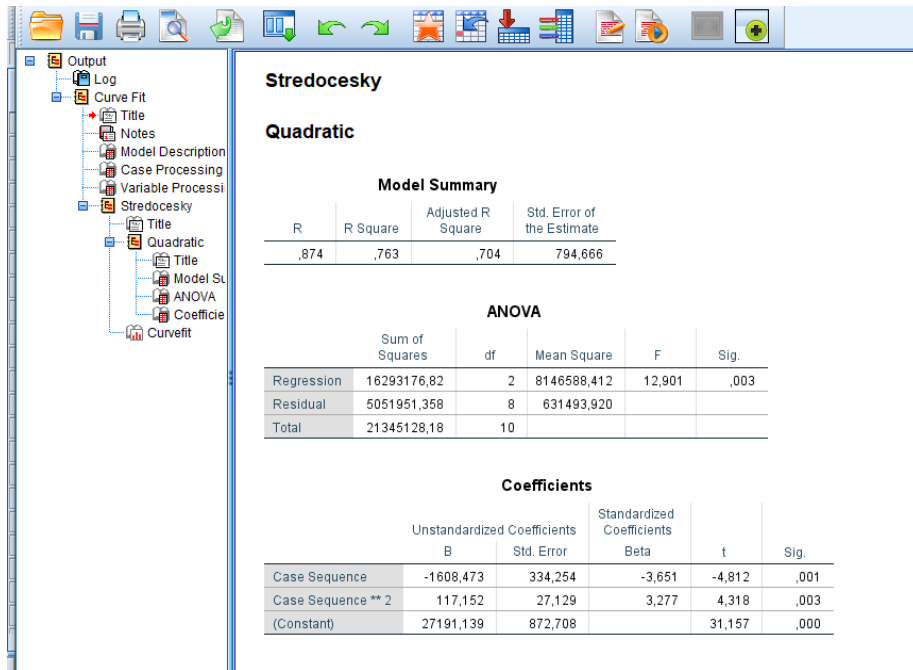 Output
Log
Curve Fit
Title
Notes
Model Description
Case Processing
Variable Processi
Stredocesky
Title
Quadratic
Title
Model Su
ANOVA
Coefficie
Curvefit
Stredocesky
Quadratic
Model Summary
R R Square Adjusted R Square Std. Error of the Estimate
,874 ,763 ,704 794,666
ANOVA
Sum of Squares df Mean Square F Sig.
Regression 16293176,82 2 8146588,412 12,901 ,003
Residual 5051951,358 8 631493,920
Total 21345128,18 10
Coefficients
Unstandardized Coefficients Standardized Coefficients
B Std. Error Beta t Sig.
Case Sequence -1608,473 334,254 -3,651 -4,812 ,001
Case Sequence ** 2 117,152 27,129 3,277 4,318 ,003
(Constant) 27191,139 872,708 31,157 ,000